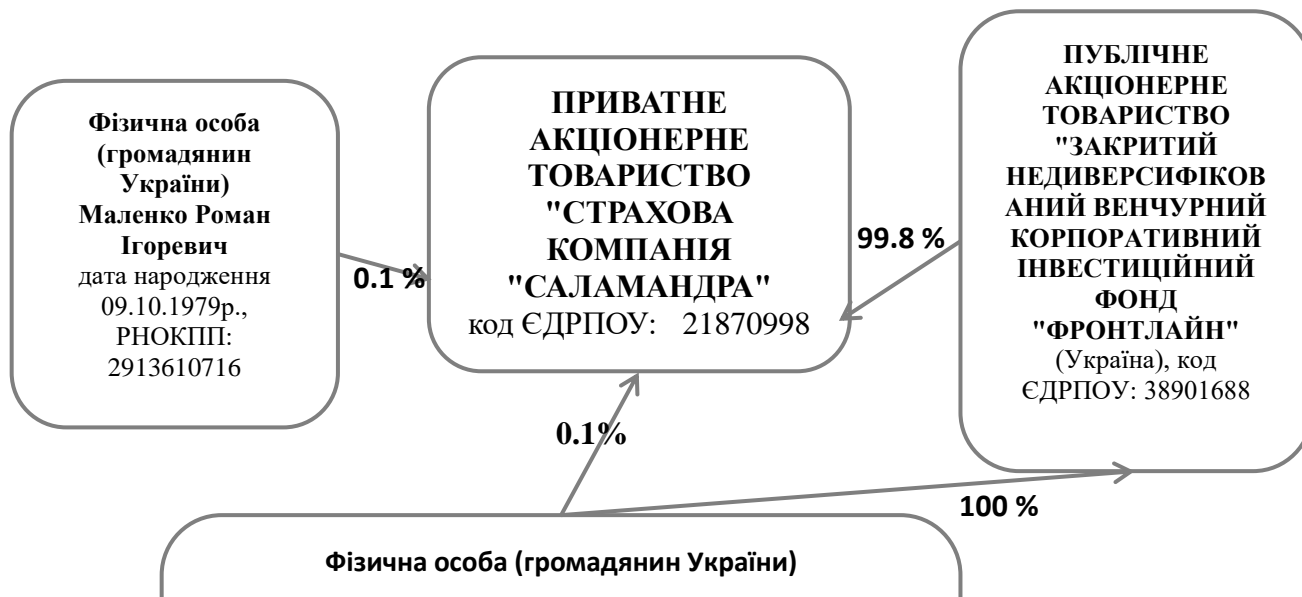 Фізична особа
(громадянин
України)
Маленко Роман
Ігоревич
дата народження
09.10.1979р.,
РНОКПП:
2913610716
0.1 %
ПРИВАТНЕ
АКЦІОНЕРНЕ
ТОВАРИСТВО
"СТРАХОВА
КОМПАНІЯ
"САЛАМАНДРА"
код ЄДРПОУ: 21870998
99.8 %
ПУБЛІЧНЕ
АКЦІОНЕРНЕ
ТОВАРИСТВО
"ЗАКРИТИЙ
НЕДИВЕРСИФІКОВ
АНИЙ ВЕНЧУРНИЙ
КОРПОРАТИВНИЙ
ІНВЕСТИЦІЙНИЙ
ФОНД
"ФРОНТЛАЙН"
(Україна), код
ЄДРПОУ: 38901688
0.1%
100 %
Фізична особа (громадянин України)